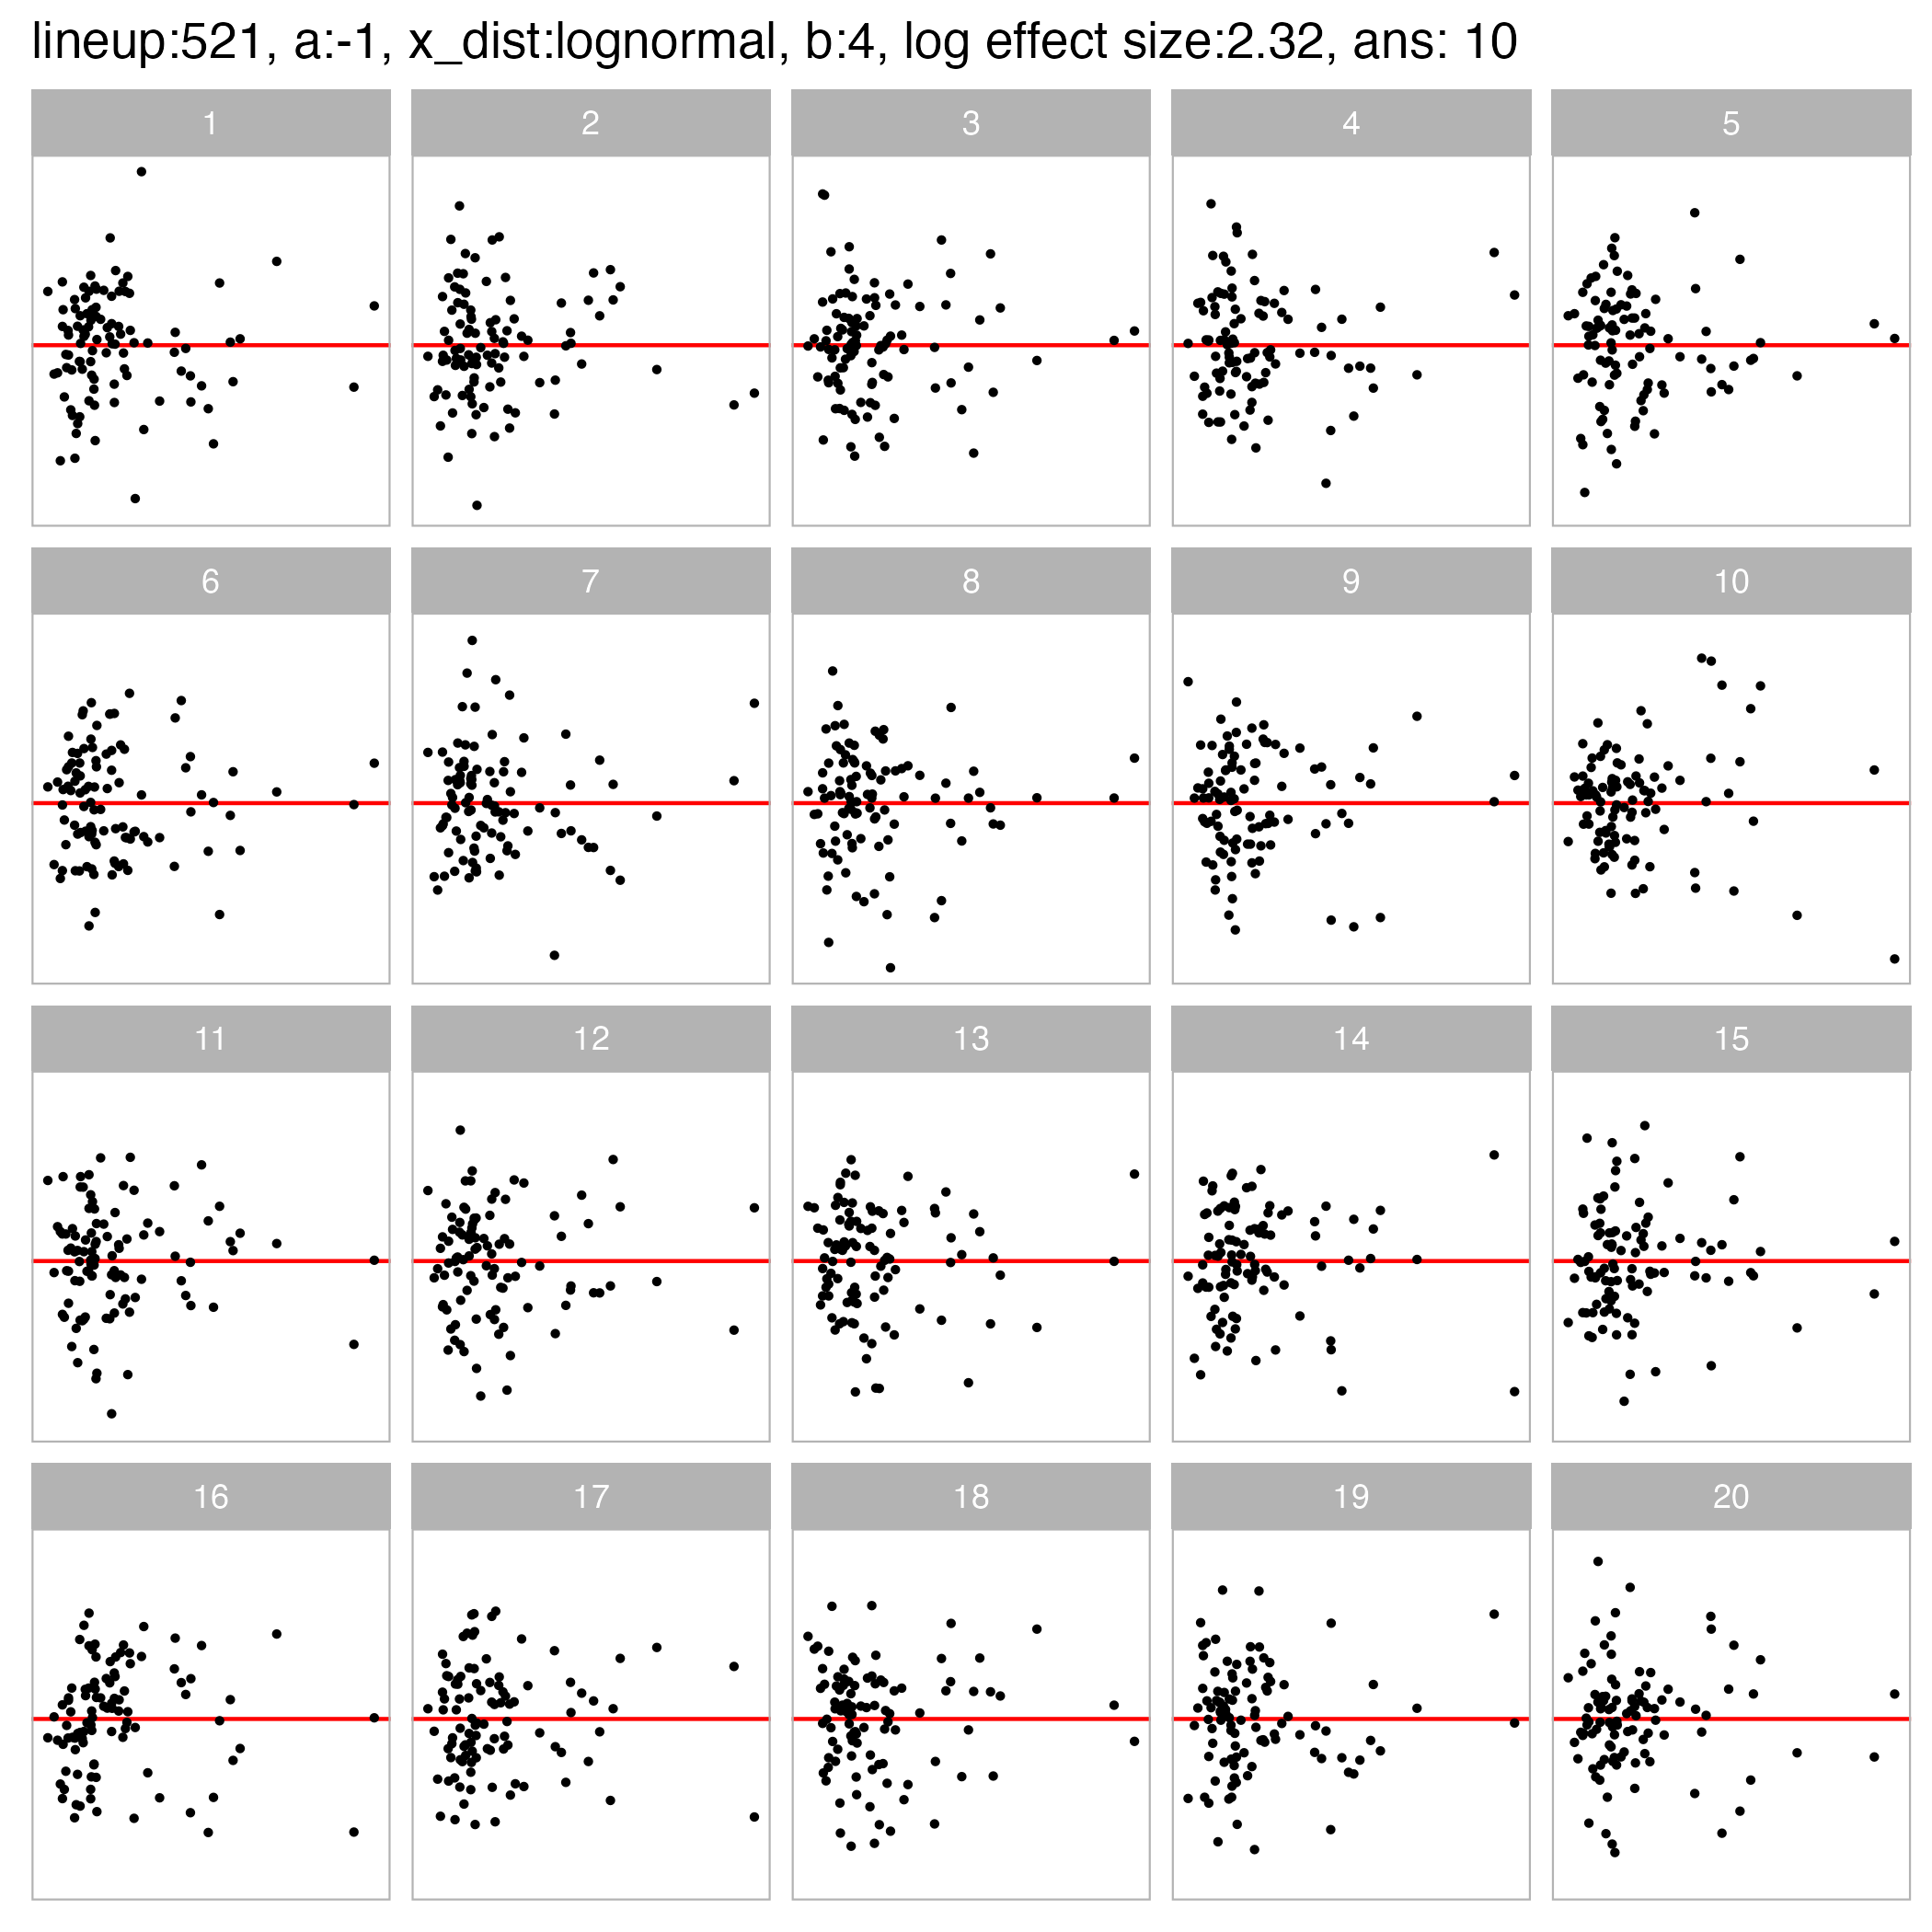 lineup:521, a:-1, x_dist:lognormal, b:4, log effect size:2.32, ans: 10
1 2 3 4 5
6 7 8 9 10
11 12 13 14 15
16 17 18 19 20